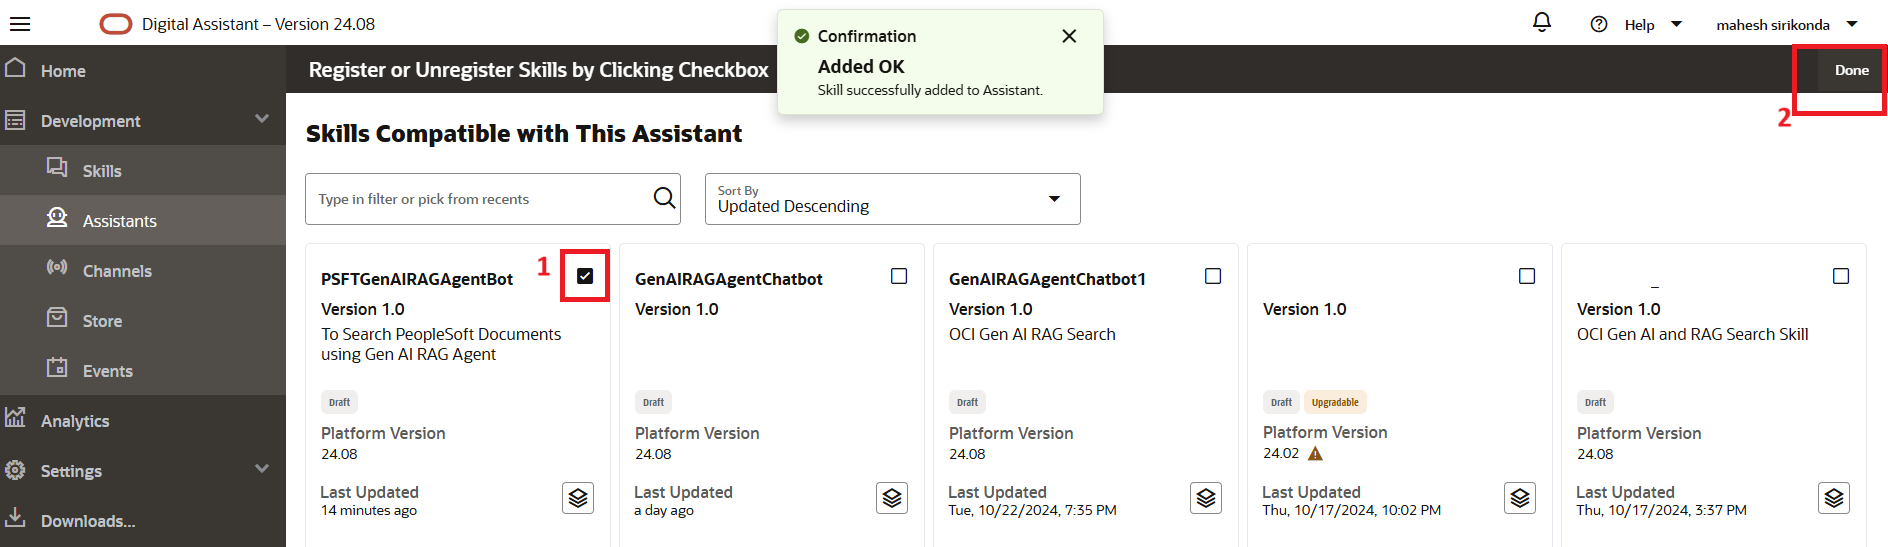 Digital Assistant – Version 24.08
Help
mahesh sirikonda
Confirmation
Added OK
Skill successfully added to Assistant.
Register or Unregister Skills by Clicking Checkbox
Done
2
Home
Development
Skills
Assistants
Channels
Store
Events
Analytics
Settings
Downloads...
Skills Compatible with This Assistant
Type in filter or pick from recents
Sort By
Updated Descending
1
PSFTGenAIRAGAgentBot
Version 1.0
To Search PeopleSoft Documents
using Gen AI RAG Agent
Draft
Platform Version
24.08
Last Updated
14 minutes ago
GenAIRAGAgentChatbot
Version 1.0
Draft
Platform Version
24.08
Last Updated
a day ago
GenAIRAGAgentChatbot1
Version 1.0
OCI Gen AI RAG Search
Draft
Platform Version
24.08
Last Updated
Tue, 10/22/2024, 7:35 PM
Version 1.0
Draft Upgradable
Platform Version
24.02
Last Updated
Thu, 10/17/2024, 10:02 PM
_
Version 1.0
OCI Gen AI and RAG Search Skill
Draft
Platform Version
24.08
Last Updated
Thu, 10/17/2024, 3:37 PM